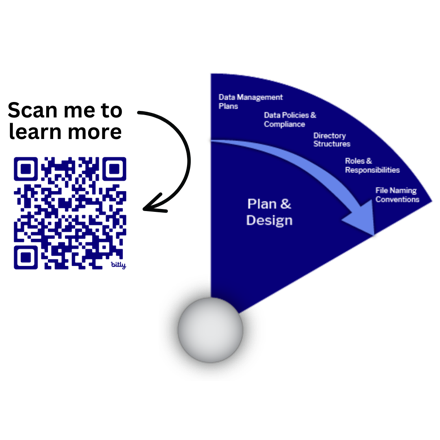 Scan me to
learn more
bitly
Data Management
Plans
Data Policies &
Compliance
Directory
Structures
Roles &
Responsibilities
File Naming
Conventions
Plan &
Design